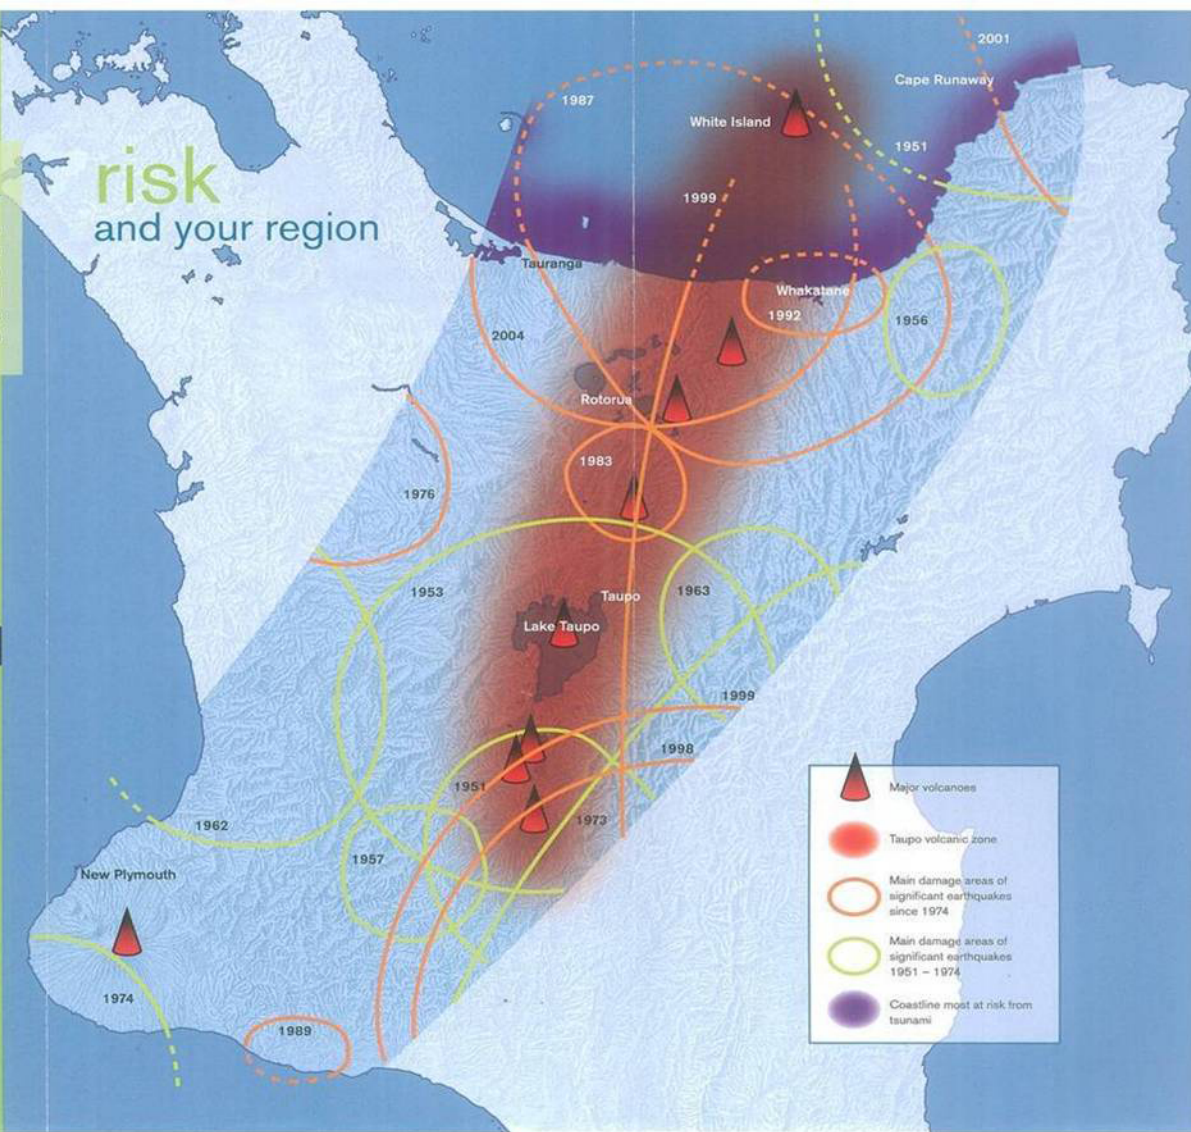 risk
and your region
2001
Cape Runaway
1987
White Island
1951
1999
Tauranga
Whakatane
1992
1956
2004
Rotorua
1983
1976
1953
1963
Taupo
Lake Taupo
1999
1998
1951
1973
1962
1957
New Plymouth
1974
1989
Major volcanoes
Taupo volcanic zone
Main damage areas of
significant earthquakes
since 1974
Main damage areas of
significant earthquakes
1951 – 1974
Coastline most at risk from
tsunami